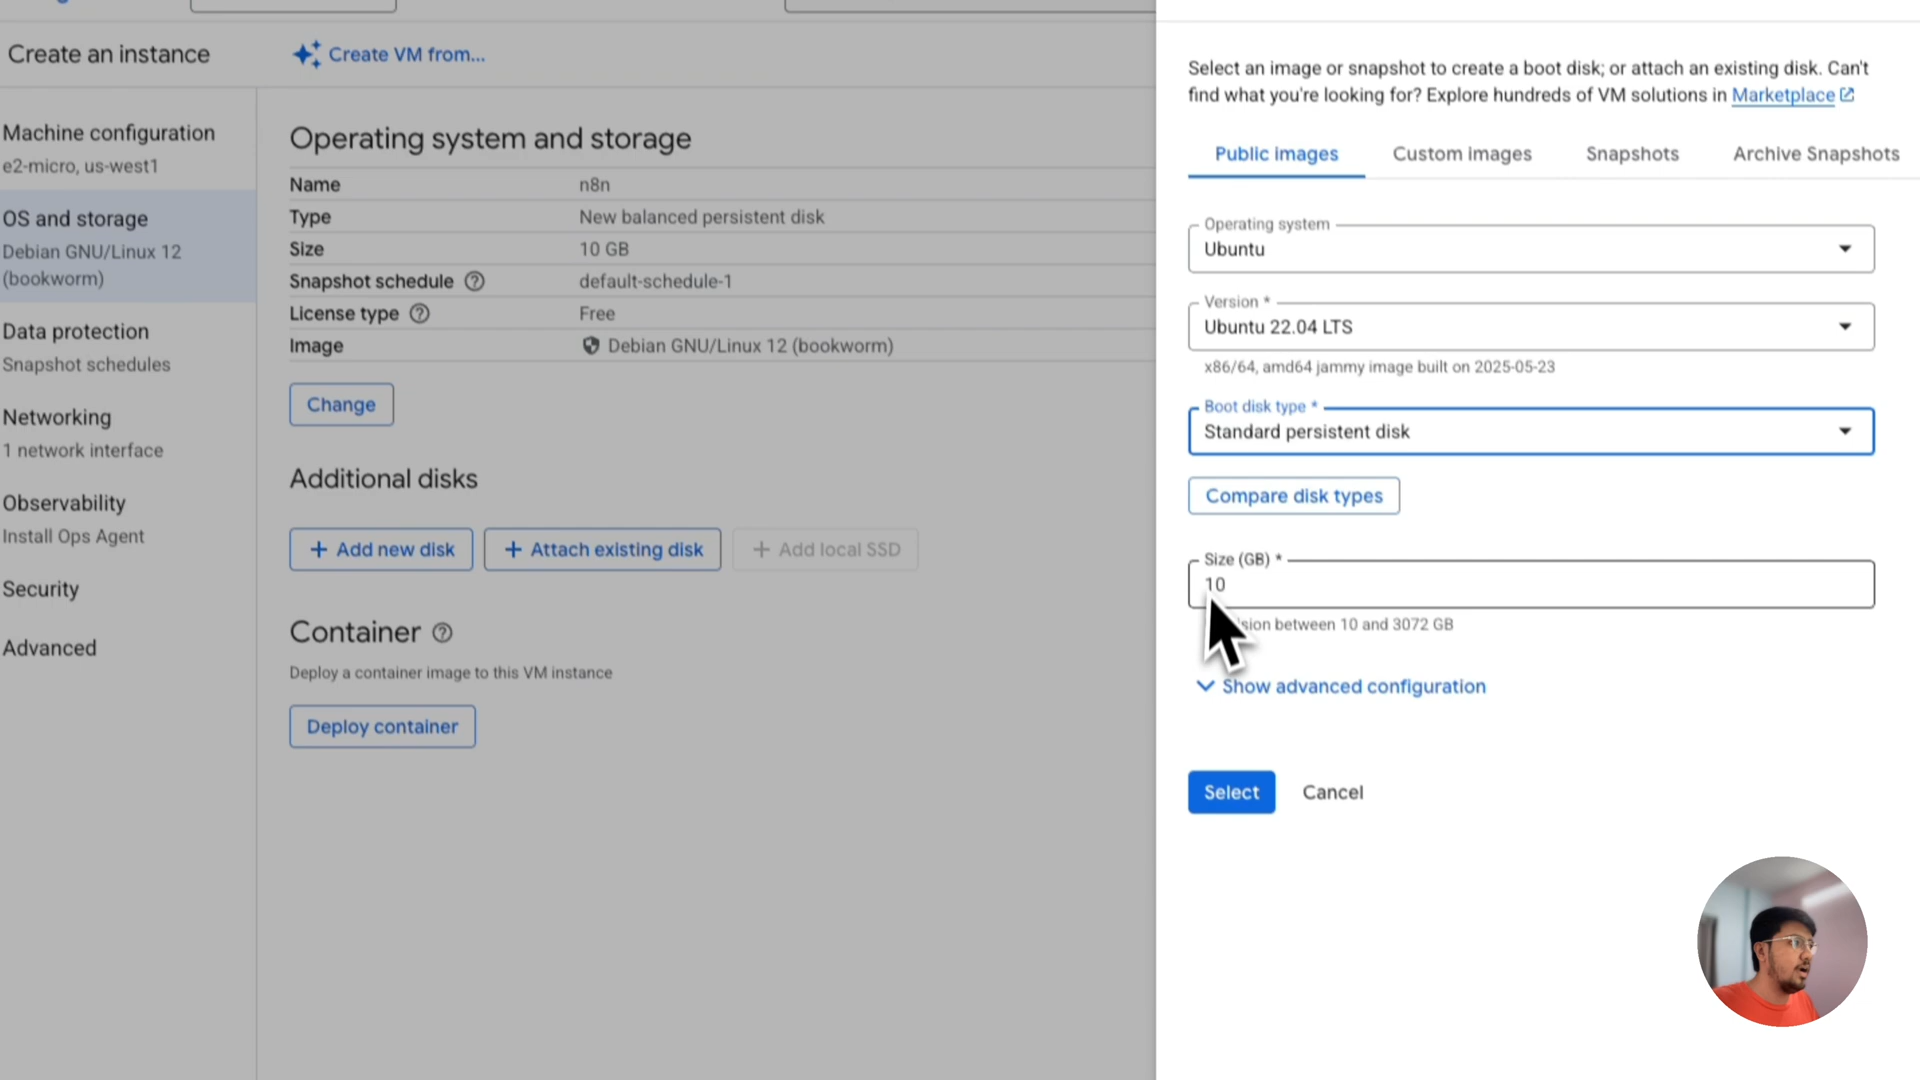 Create an instance
Create VM from...
Machine configuration
e2-micro, us-west1
OS and storage
Debian GNU/Linux 12
(bookworm)
Data protection
Snapshot schedules
Networking
1 network interface
Observability
Install Ops Agent
Security
Advanced
Operating system and storage
Name n8n
Type New balanced persistent disk
Size 10 GB
Snapshot schedule default-schedule-1
License type Free
Image Debian GNU/Linux 12 (bookworm)
Change
Additional disks
Add new disk
Attach existing disk
Add local SSD
Container
Deploy a container image to this VM instance
Deploy container
Select an image or snapshot to create a boot disk; or attach an existing disk. Can't
find what you're looking for? Explore hundreds of VM solutions in Marketplace
Public images
Custom images
Snapshots
Archive Snapshots
Operating system
Ubuntu
Version *
Ubuntu 22.04 LTS
x86/64, amd64 jammy image built on 2025-05-23
Boot disk type *
Standard persistent disk
Compare disk types
Size (GB) *
10
between 10 and 3072 GB
Show advanced configuration
Select
Cancel